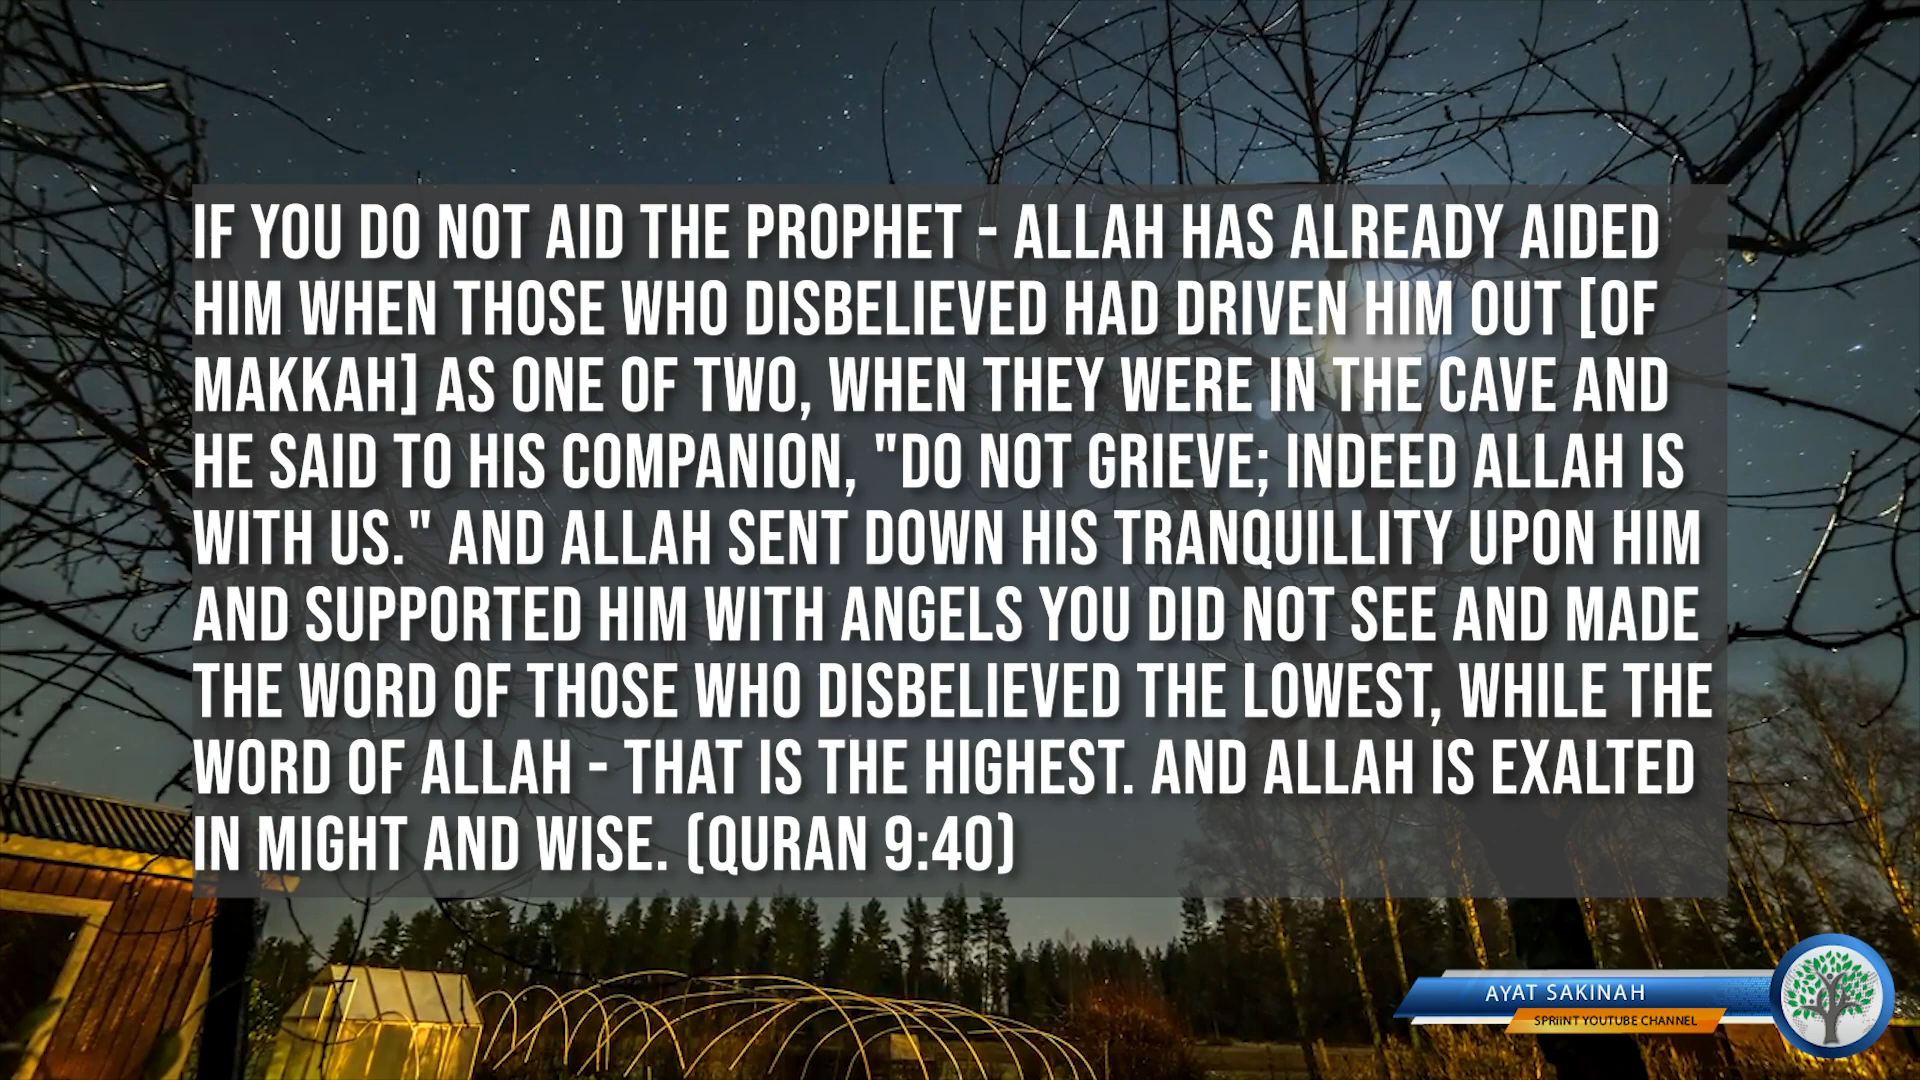 IF YOU DO NOT AID THE PROPHET - ALLAH HAS ALREADY AIDED
HIM WHEN THOSE WHO DISBELIEVED HAD DRIVEN HIM OUT [OF
MAKKAH] AS ONE OF TWO, WHEN THEY WERE IN THE CAVE AND
HE SAID TO HIS COMPANION, "DO NOT GRIEVE; INDEED ALLAH IS
WITH US." AND ALLAH SENT DOWN HIS TRANQUILLITY UPON HIM
AND SUPPORTED HIM WITH ANGELS YOU DID NOT SEE AND MADE
THE WORD OF THOSE WHO DISBELIEVED THE LOWEST, WHILE THE
WORD OF ALLAH - THAT IS THE HIGHEST. AND ALLAH IS EXALTED
IN MIGHT AND WISE. (QURAN 9:40)
AYAT SAKINAH
SPRiiNT YOUTUBE CHANNEL